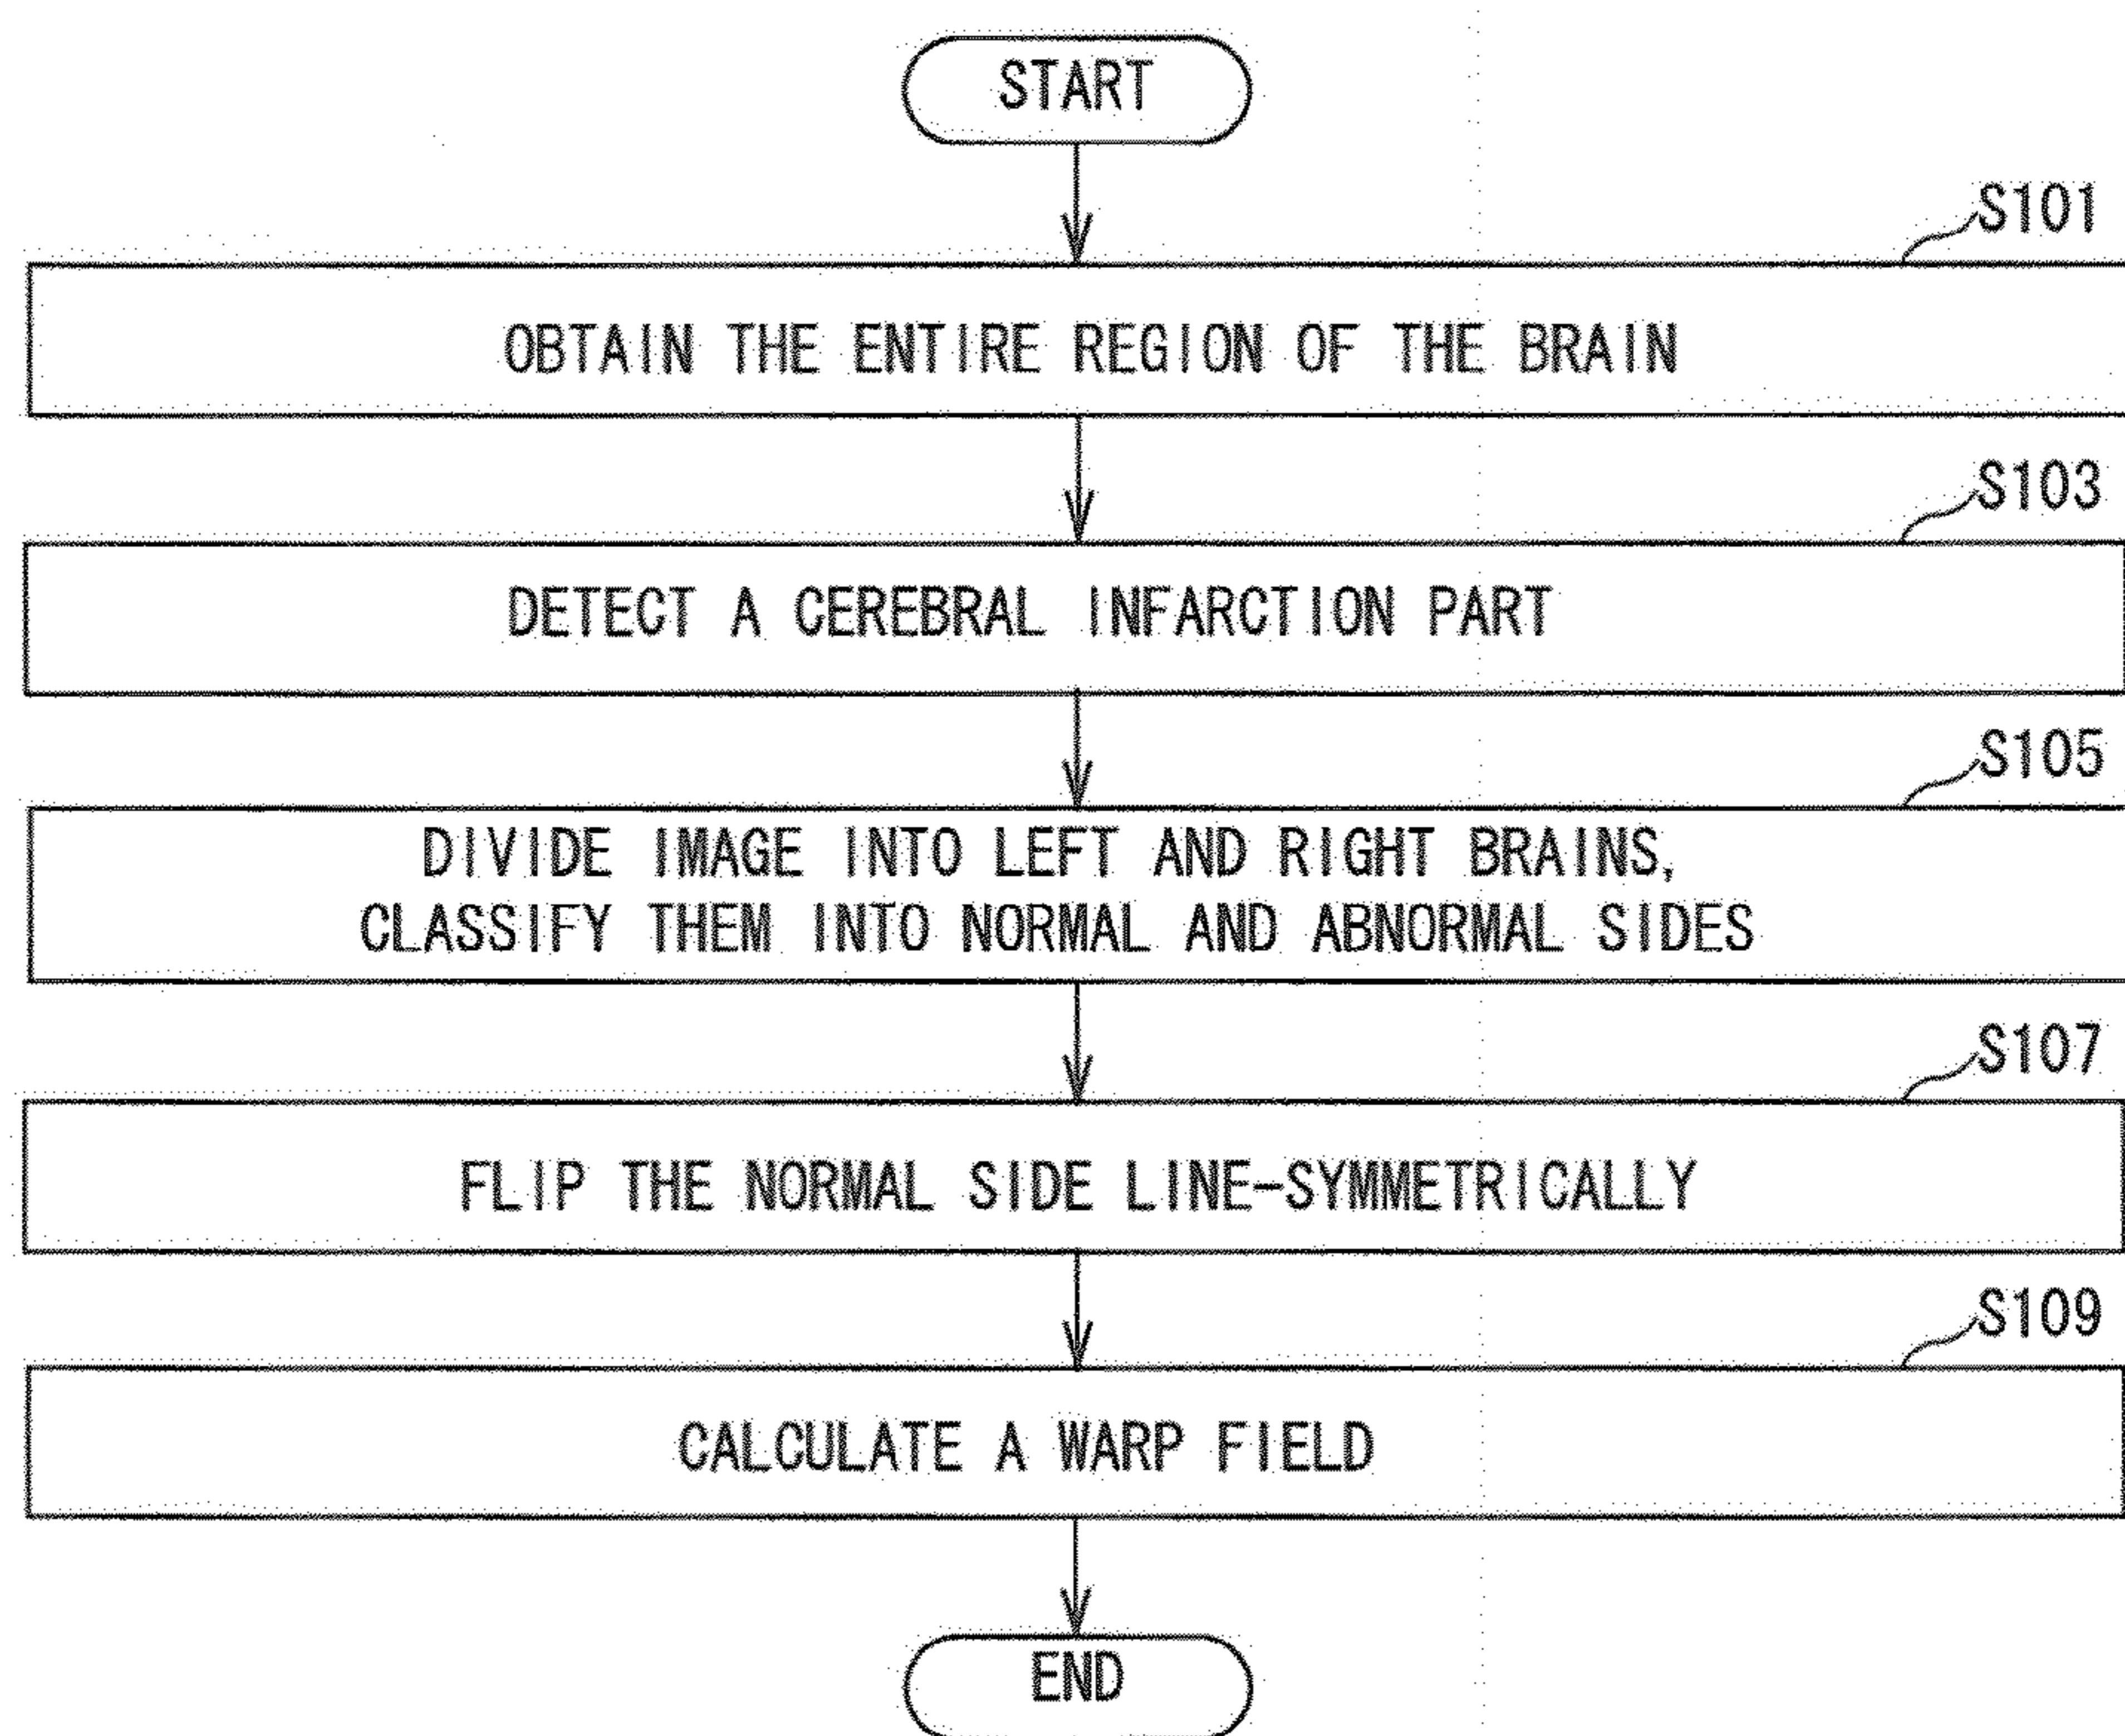 START
S101
OBTAIN THE ENTIRE REGION OF THE BRAIN
S103
DETECT A CEREBRAL INFARCTION PART
S105
DIVIDE IMAGE INTO LEFT AND RIGHT BRAINS,
CLASSIFY THEM INTO NORMAL AND ABNORMAL SIDES
S107
FLIP THE NORMAL SIDE LINE-SYMMETRICALLY
S109
CALCULATE A WARP FIELD
END